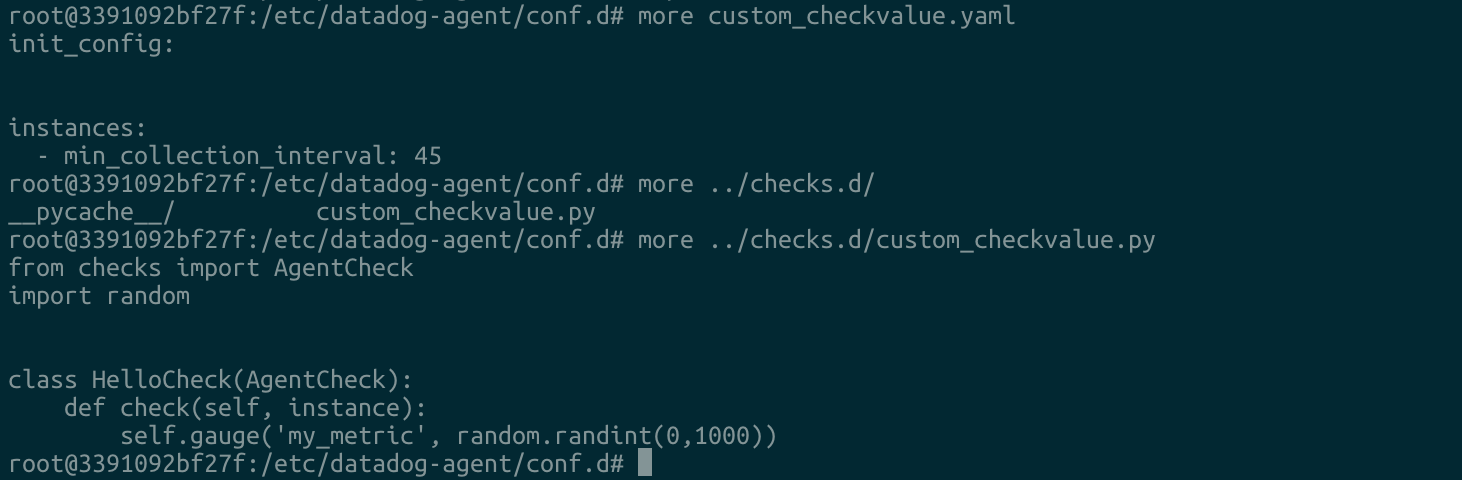 root@3391092bf27f:/etc/datadog-agent/conf.d# more custom_checkvalue.yaml
init_config:
instances:
  - min_collection_interval: 45
root@3391092bf27f:/etc/datadog-agent/conf.d# more ../checks.d/
__pycache__/          custom_checkvalue.py
root@3391092bf27f:/etc/datadog-agent/conf.d# more ../checks.d/custom_checkvalue.py
from checks import AgentCheck
import random
class HelloCheck(AgentCheck):
    def check(self, instance):
        self.gauge('my_metric', random.randint(0,1000))
root@3391092bf27f:/etc/datadog-agent/conf.d#